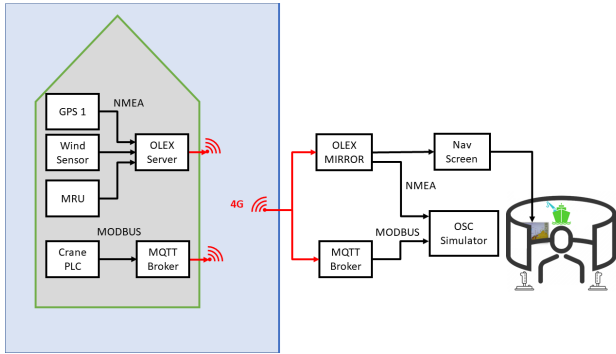 GPS 1
NMEA
Wind
Sensor
OLEX
Server
MRU
MODBUS
Crane
PLC
MQTT
Broker
4G
OLEX
MIRROR
Nav
Screen
NMEA
MODBUS
OSC
Simulator
MQTT
Broker